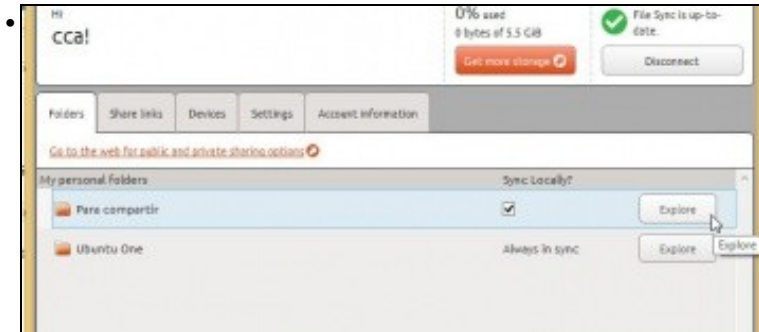 Hi
cca!
0% used
0 bytes of 5.5 GiB
Get more storage
File Sync is up-to-
date.
Disconnect
Folders
Share links
Devices
Settings
Account information
Go to the web for public and private sharing options
My personal folders
Sync Locally?
Para compartir
Explore
Explore
Ubuntu One
Always in sync
Explore